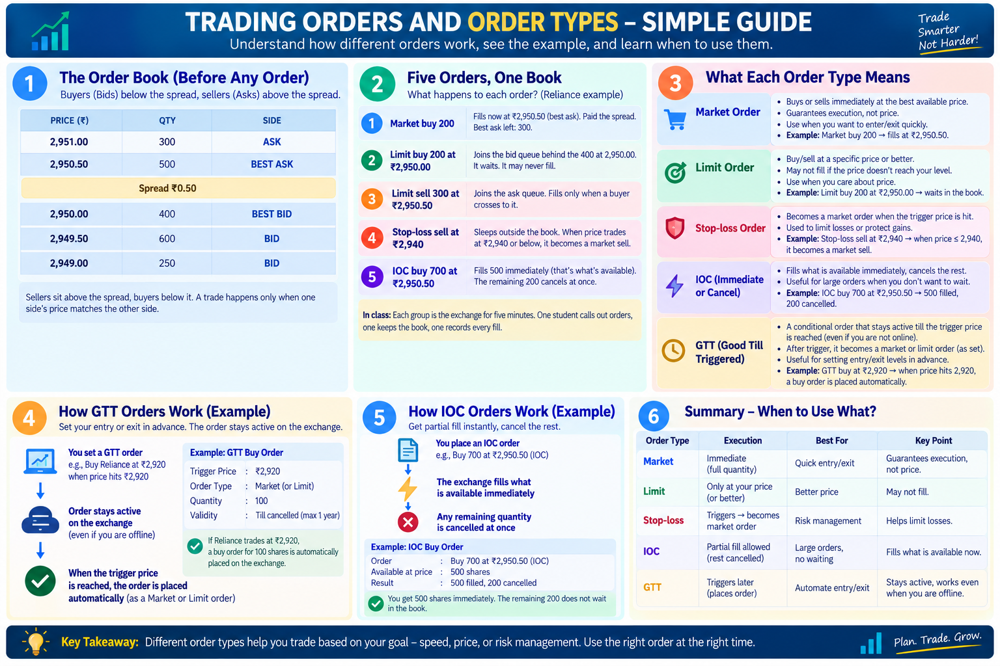 TRADING ORDERS AND ORDER TYPES – SIMPLE GUIDE
Understand how different orders work, see the example, and learn when to use them.
Trade
Smarter
Not Harder!
1
The Order Book (Before Any Order)
Buyers (Bids) below the spread, sellers (Asks) above the spread.
PRICE (₹) QTY SIDE
2,951.00 300 ASK
2,950.50 500 BEST ASK
Spread ₹0.50
2,950.00 400 BEST BID
2,949.50 600 BID
2,949.00 250 BID
Sellers sit above the spread, buyers below it. A trade happens only when one
side's price matches the other side.
2
Five Orders, One Book
What happens to each order? (Reliance example)
1
Market buy 200
Fills now at ₹2,950.50 (best ask). Paid the spread.
Best ask left: 300.
2
Limit buy 200 at
₹2,950.00
Joins the bid queue behind the 400 at 2,950.00.
It waits. It may never fill.
3
Limit sell 300 at
₹2,950.50
Joins the ask queue. Fills only when a buyer
crosses to it.
4
Stop-loss sell at
₹2,940
Sleeps outside the book. When price trades
at ₹2,940 or below, it becomes a market sell.
5
IOC buy 700 at
₹2,950.50
Fills 500 immediately (that's what's available).
The remaining 200 cancels at once.
In class: Each group is the exchange for five minutes. One student calls out orders,
one keeps the book, one records every fill.
3
What Each Order Type Means
Market Order
• Buys or sells immediately at the best available price.
• Guarantees execution, not price.
• Use when you want to enter/exit quickly.
• Example: Market buy 200 → fills at ₹2,950.50.
Limit Order
• Buy/sell at a specific price or better.
• May not fill if the price doesn't reach your level.
• Use when you care about price.
• Example: Limit buy 200 at ₹2,950.00 → waits in the book.
Stop-loss Order
• Becomes a market order when the trigger price is hit.
• Used to limit losses or protect gains.
• Example: Stop-loss sell at ₹2,940 → when price ≤ 2,940,
it becomes a market sell.
IOC (Immediate
or Cancel)
• Fills what is available immediately, cancels the rest.
• Useful for large orders when you don't want to wait.
• Example: IOC buy 700 at ₹2,950.50 → 500 filled,
200 cancelled.
GTT (Good Till
Triggered)
• A conditional order that stays active till the trigger price
is reached (even if you are not online).
• After trigger, it becomes a market or limit order (as set).
• Useful for setting entry/exit levels in advance.
• Example: GTT buy at ₹2,920 → when price hits 2,920,
a buy order is placed automatically.
4
How GTT Orders Work (Example)
Set your entry or exit in advance. The order stays active on the exchange.
You set a GTT order
e.g., Buy Reliance at ₹2,920
when price hits ₹2,920
Order stays active
on the exchange
(even if you are offline)
When the trigger price
is reached, the order is placed
automatically (as a Market or Limit order)
Example: GTT Buy Order
Trigger Price : ₹2,920
Order Type : Market (or Limit)
Quantity : 100
Validity : Till cancelled (max 1 year)
If Reliance trades at ₹2,920,
a buy order for 100 shares is automatically
placed on the exchange.
5
How IOC Orders Work (Example)
Get partial fill instantly, cancel the rest.
You place an IOC order
e.g., Buy 700 at ₹2,950.50 (IOC)
The exchange fills what
is available immediately
Any remaining quantity
is cancelled at once
Example: IOC Buy Order
Order : Buy 700 at ₹2,950.50 (IOC)
Available at price : 500 shares
Result : 500 filled, 200 cancelled
You get 500 shares immediately. The remaining 200 does not wait
in the book.
6
Summary – When to Use What?
Order Type Execution Best For Key Point
Market Immediate (full quantity) Quick entry/exit Guarantees execution, not price.
Limit Only at your price (or better) Better price May not fill.
Stop-loss Triggers → becomes market order Risk management Helps limit losses.
IOC Partial fill allowed (rest cancelled) Large orders, no waiting Fills what is available now.
GTT Triggers later (places order) Automate entry/exit Stays active, works even when you are offline.
Key Takeaway: Different order types help you trade based on your goal – speed, price, or risk management. Use the right order at the right time.
Plan. Trade. Grow.